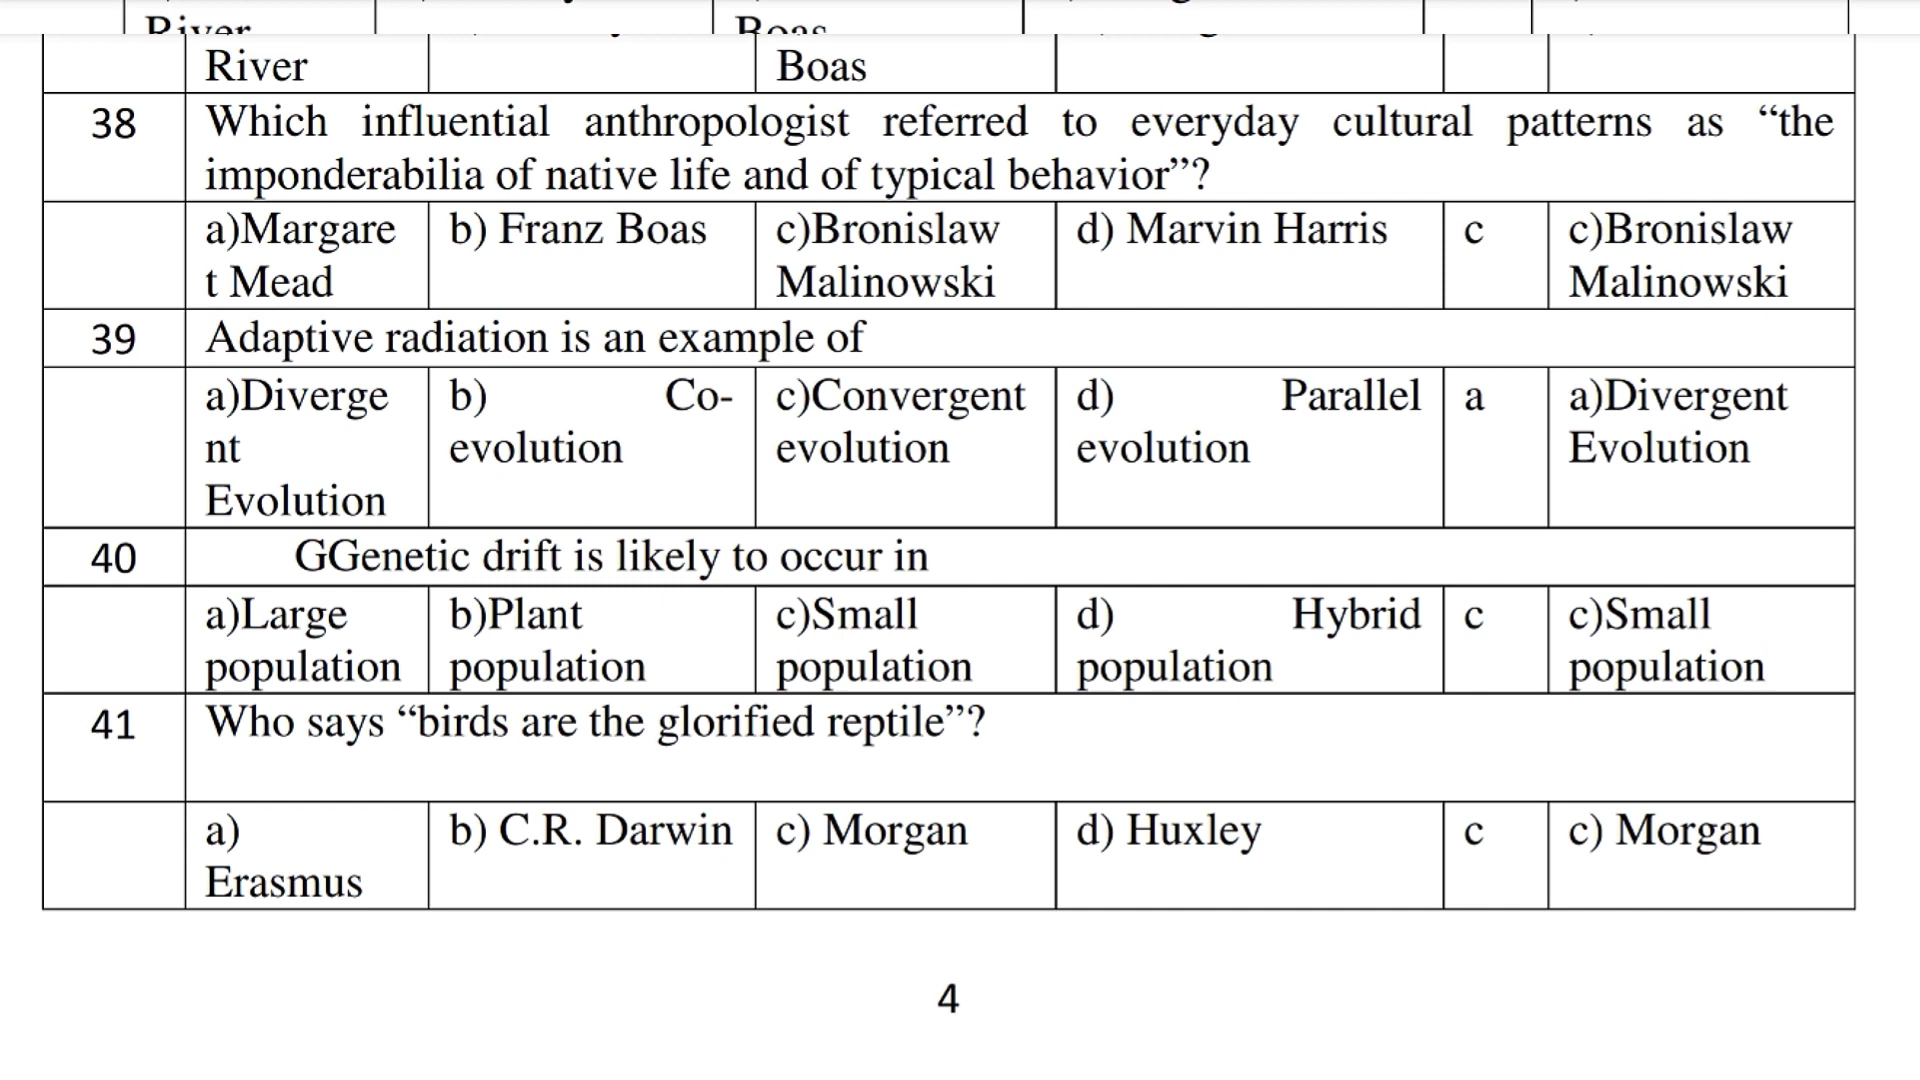 River Boas
River Boas
38 Which influential anthropologist referred to everyday cultural patterns as “the
imponderabilia of native life and of typical behavior”?
a)Margare b) Franz Boas c)Bronislaw d) Marvin Harris c c)Bronislaw
t Mead Malinowski Malinowski
39 Adaptive radiation is an example of
a)Diverge b) Co- c)Convergent d) Parallel a a)Divergent
nt evolution evolution evolution Evolution
Evolution
40 GGenetic drift is likely to occur in
a)Large b)Plant c)Small d) Hybrid c c)Small
population population population population population
41 Who says “birds are the glorified reptile”?
a) b) C.R. Darwin c) Morgan d) Huxley c c) Morgan
Erasmus
4